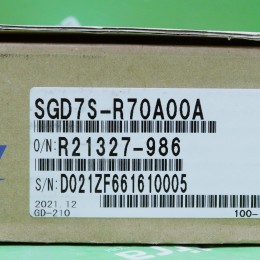 SGD7S-R70A00A
O/N: R21327-986
S/N: D021ZF661610005
2021.12
GD-210
100-